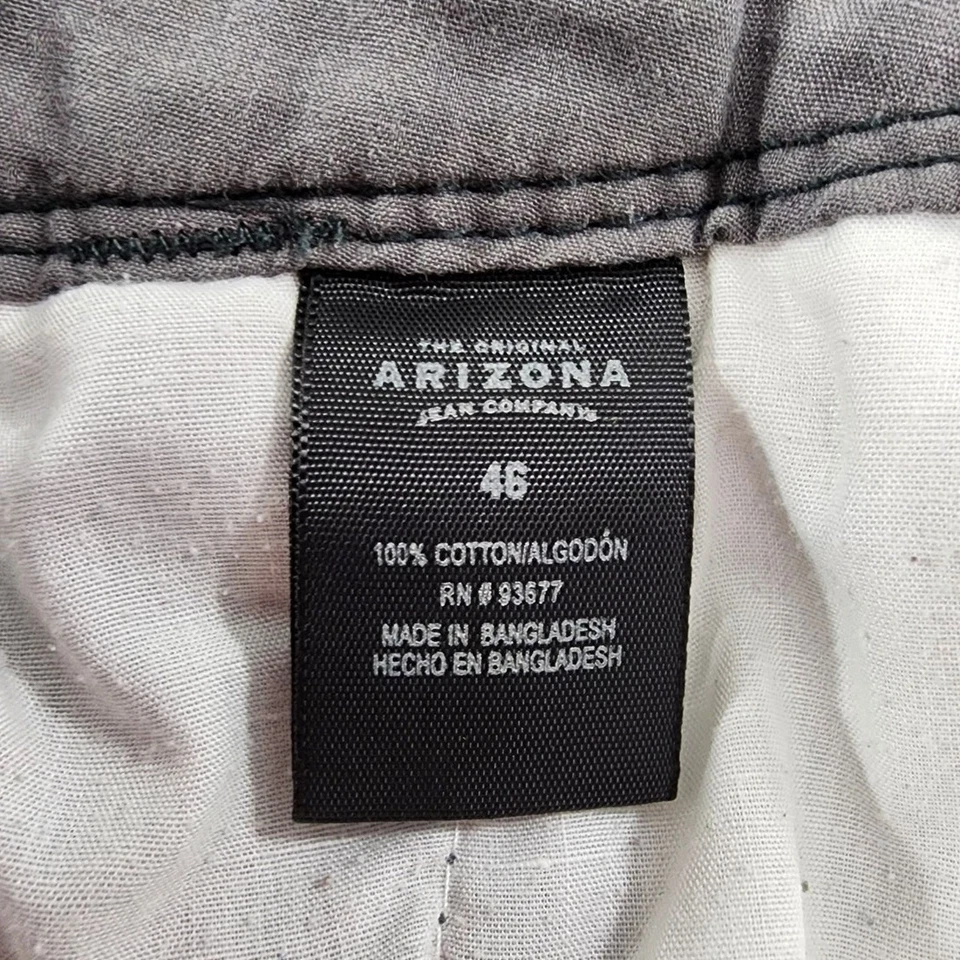 THE ORIGINAL
ARIZONA
JEAN COMPANY
46
100% COTTON/ALGODÓN
RN # 93677
MADE IN BANGLADESH
HECHO EN BANGLADESH